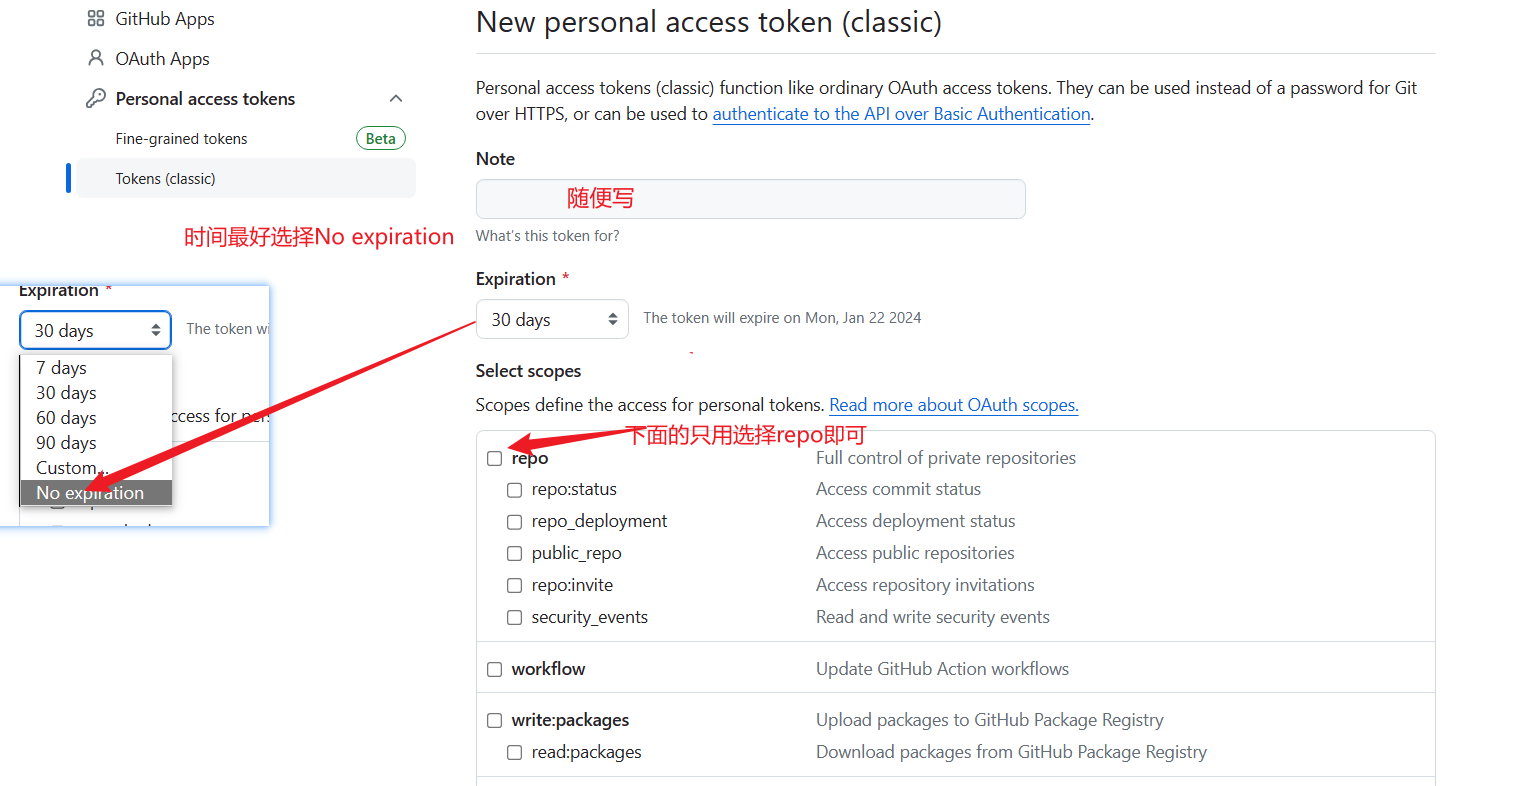 GitHub Apps
OAuth Apps
Personal access tokens
Fine-grained tokens Beta
Tokens (classic)
时间最好选择No expiration
Expiration *
30 days The token wi
7 days
30 days
60 days
90 days
Custom...
No expiration
New personal access token (classic)
Personal access tokens (classic) function like ordinary OAuth access tokens. They can be used instead of a password for Git
over HTTPS, or can be used to authenticate to the API over Basic Authentication.
Note
随便写
What's this token for?
Expiration *
30 days The token will expire on Mon, Jan 22 2024
Select scopes
Scopes define the access for personal tokens. Read more about OAuth scopes.
下面的只用选择repo即可
repo Full control of private repositories
repo:status Access commit status
repo_deployment Access deployment status
public_repo Access public repositories
repo:invite Access repository invitations
security_events Read and write security events
workflow Update GitHub Action workflows
write:packages Upload packages to GitHub Package Registry
read:packages Download packages from GitHub Package Registry